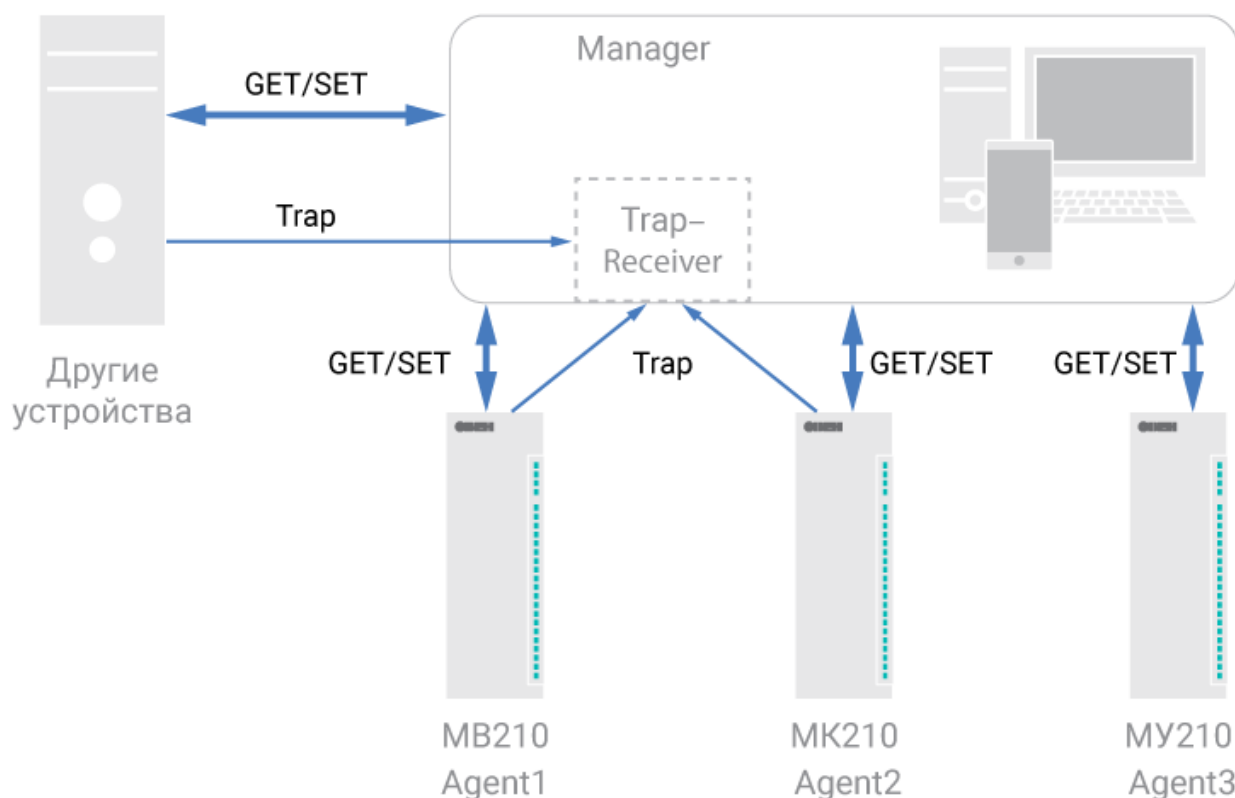 Manager
GET/SET
Trap
Trap–
Receiver
Другие
устройства
GET/SET
Trap
GET/SET
GET/SET
МВ210
Agent1
МК210
Agent2
МУ210
Agent3